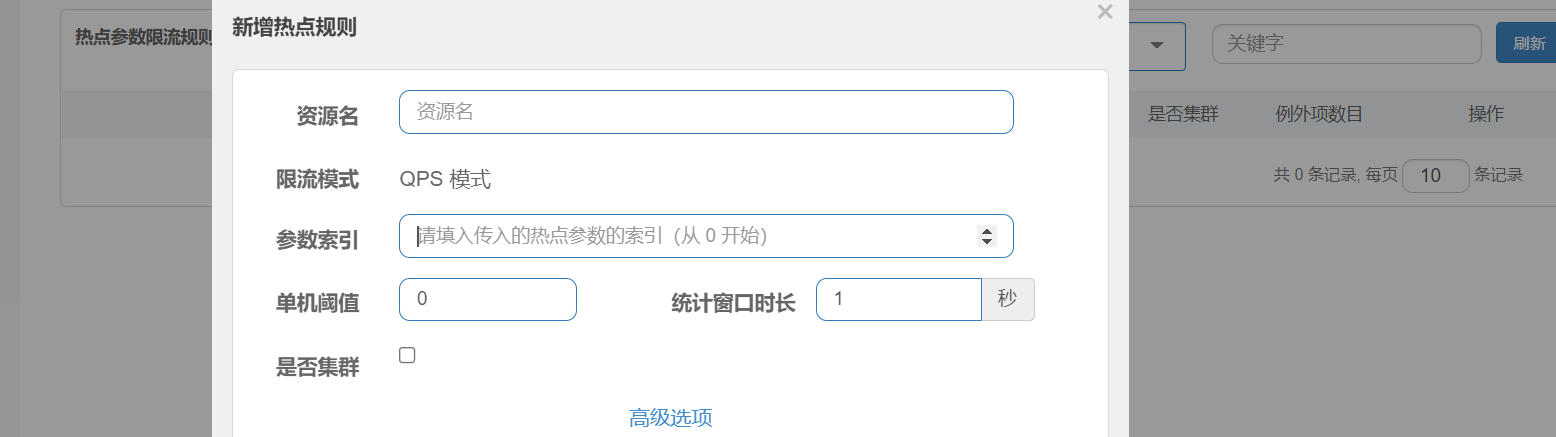 新增热点规则
×
热点参数限流规则
关键字
刷新
是否集群 例外项数目 操作
共 0 条记录, 每页 10 条记录
资源名 资源名
限流模式 QPS 模式
参数索引 请填入传入的热点参数的索引（从 0 开始）
单机阈值 0 统计窗口时长 1 秒
是否集群
高级选项